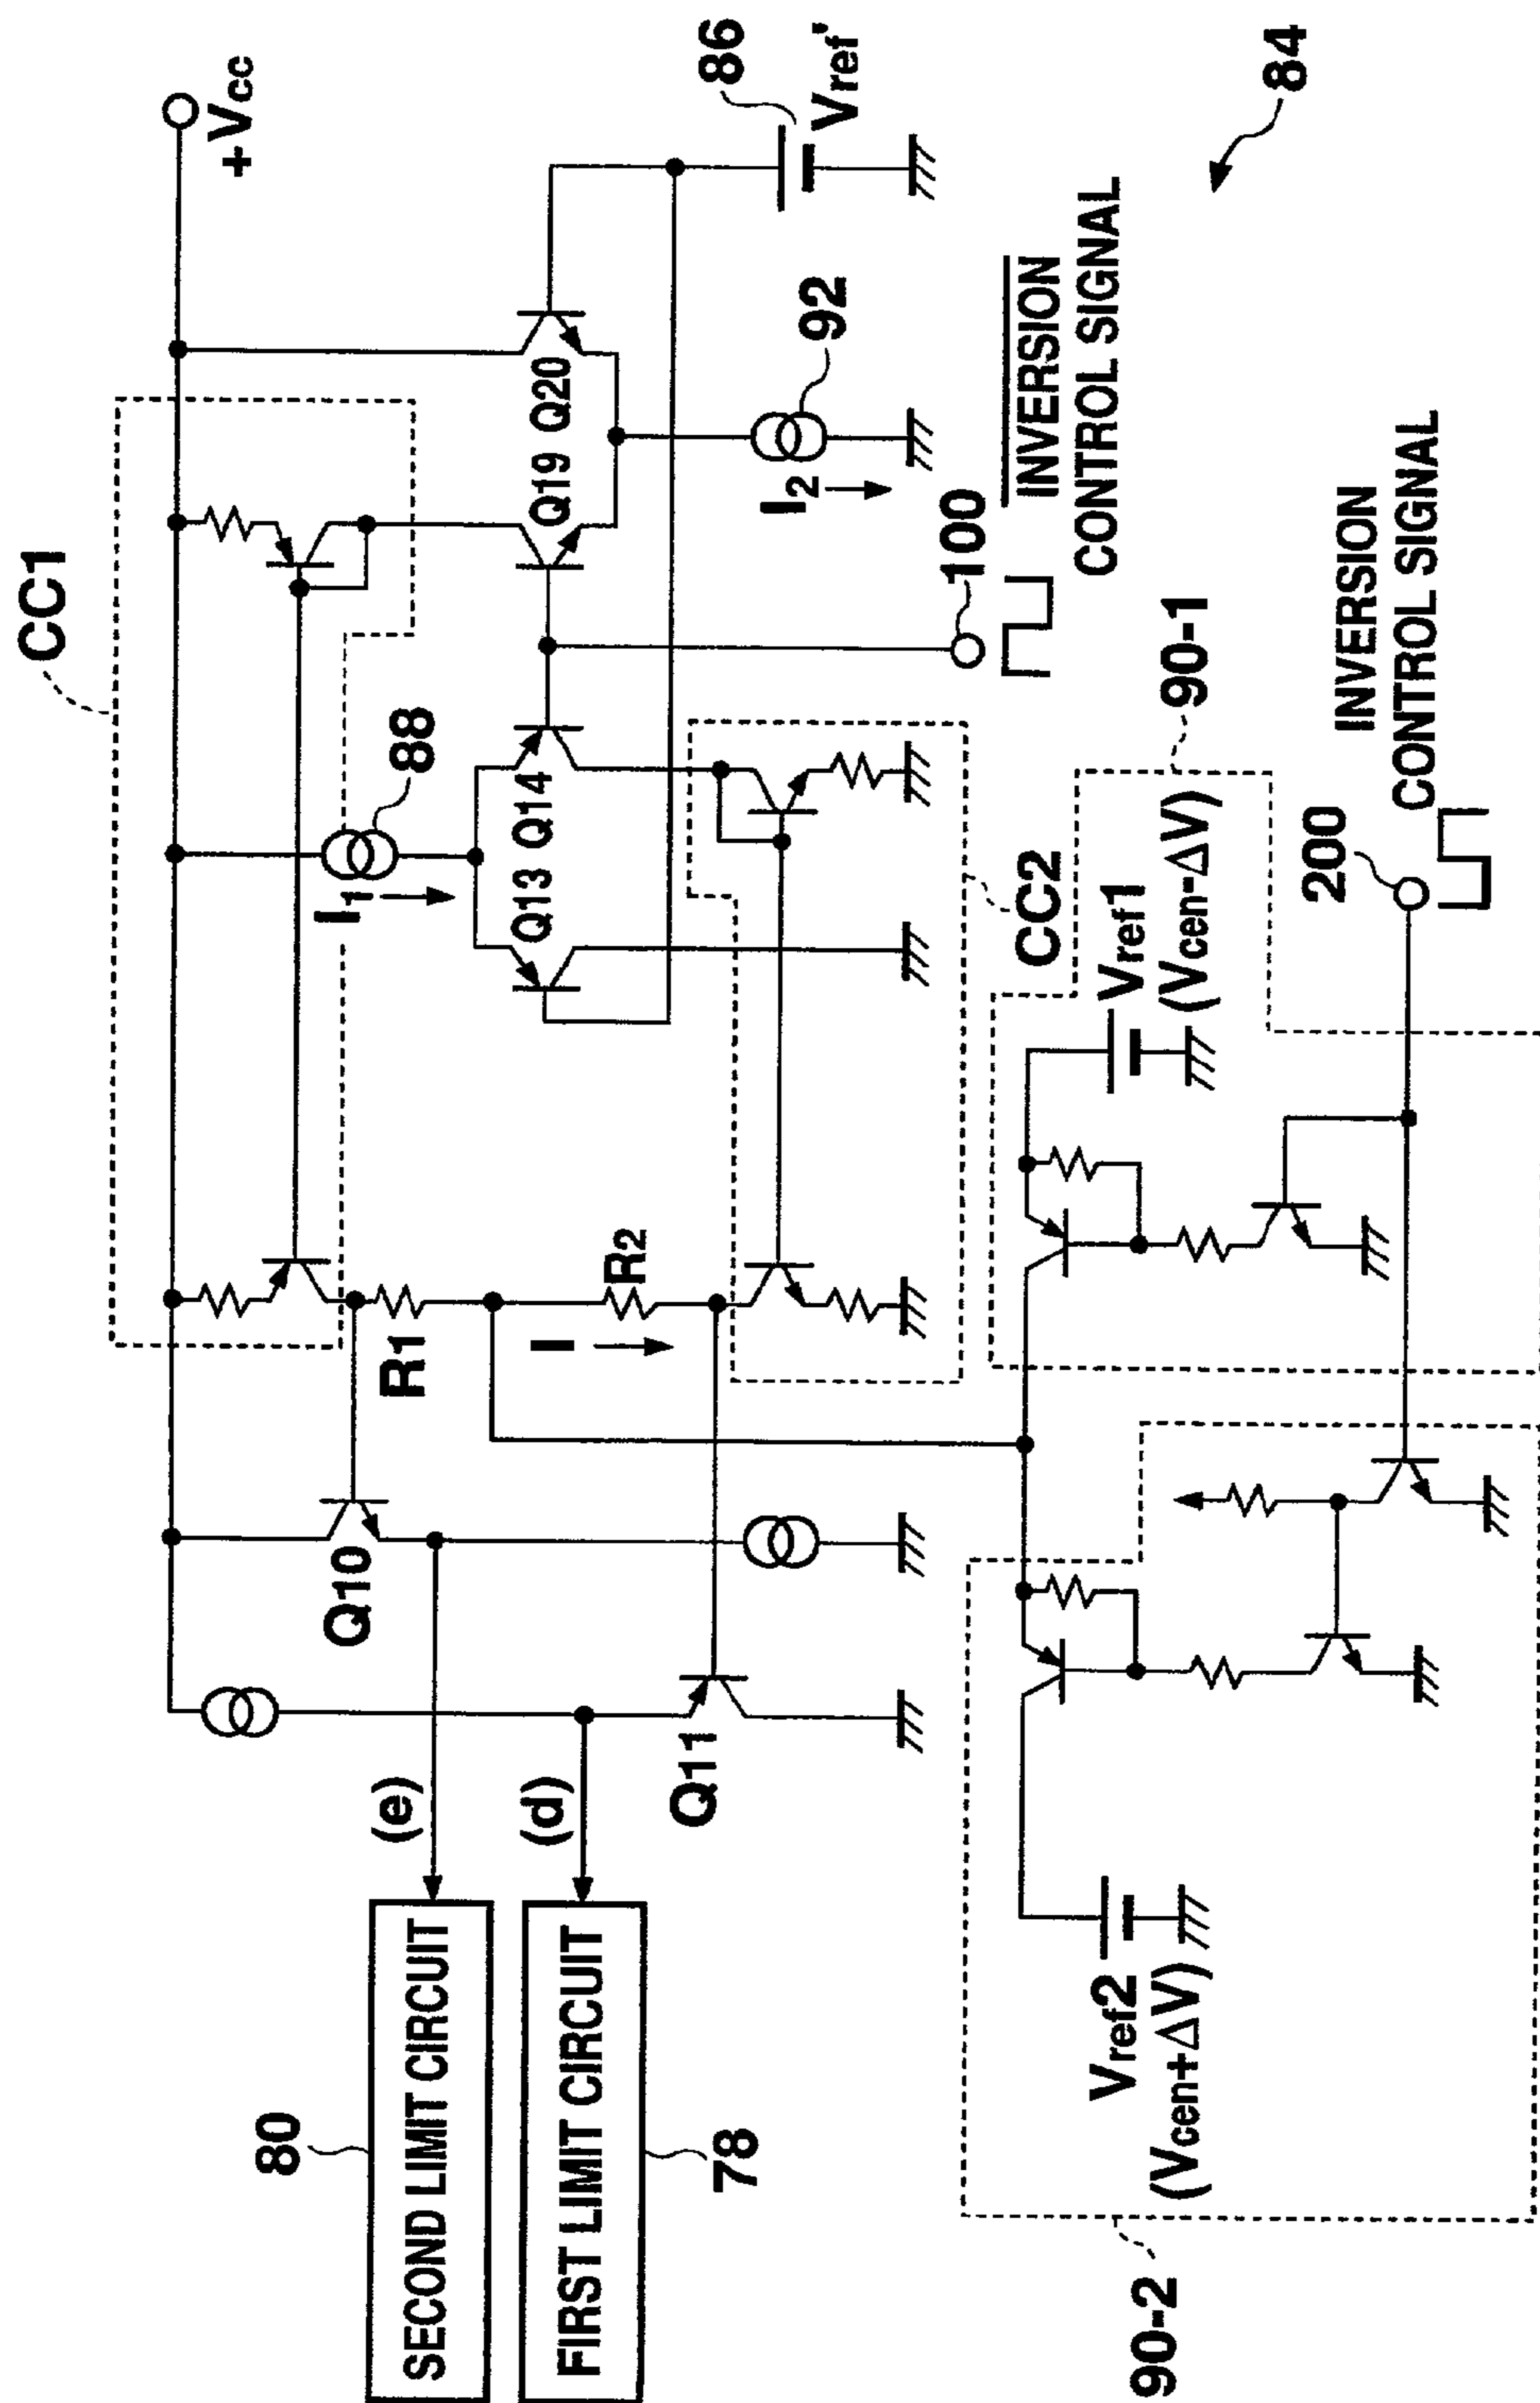 CC1
+Vcc
86
Vref'
84
88
I1
Q13 Q14
Q19 Q20
92
I2
100
INVERSION
CONTROL SIGNAL
R1
R2
I
CC2
90-1
Vref1
(Vcen-ΔV)
200
INVERSION
CONTROL SIGNAL
Q10
Q11
(e)
(d)
80
SECOND LIMIT CIRCUIT
FIRST LIMIT CIRCUIT
78
Vref2
(Vcen+ΔV)
90-2